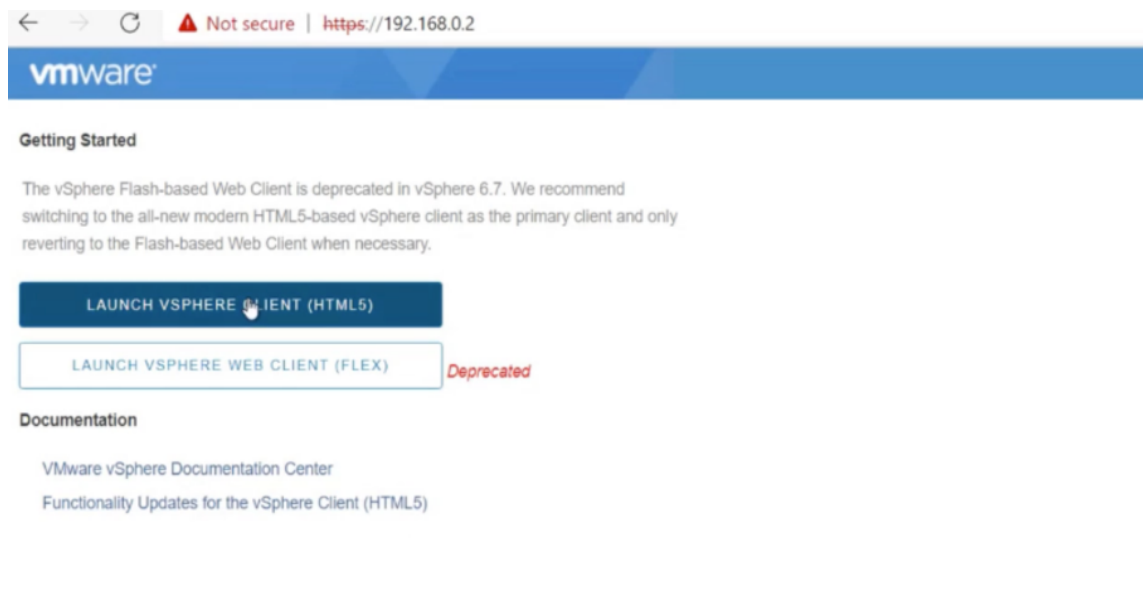 Not secure | https://192.168.0.2
vmware
Getting Started
The vSphere Flash-based Web Client is deprecated in vSphere 6.7. We recommend
switching to the all-new modern HTML5-based vSphere client as the primary client and only
reverting to the Flash-based Web Client when necessary.
LAUNCH VSPHERE CLIENT (HTML5)
LAUNCH VSPHERE WEB CLIENT (FLEX)
Deprecated
Documentation
VMware vSphere Documentation Center
Functionality Updates for the vSphere Client (HTML5)